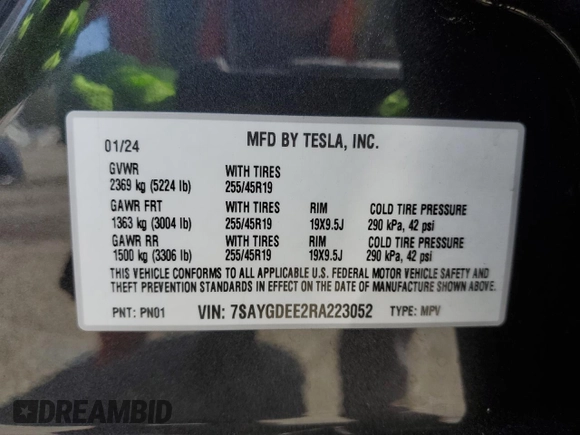 01/24 MFD BY TESLA, INC.
GVWR WITH TIRES
2369 kg (5224 lb) 255/45R19
GAWR FRT WITH TIRES RIM COLD TIRE PRESSURE
1363 kg (3004 lb) 255/45R19 19X9.5J 290 kPa, 42 psi
GAWR RR WITH TIRES RIM COLD TIRE PRESSURE
1500 kg (3306 lb) 255/45R19 19X9.5J 290 kPa, 42 psi
THIS VEHICLE CONFORMS TO ALL APPLICABLE U.S. FEDERAL MOTOR VEHICLE SAFETY AND
THEFT PREVENTION STANDARDS IN EFFECT ON THE DATE OF MANUFACTURE SHOWN ABOVE.
PNT: PN01 VIN: 7SAYGDEE2RA223052 TYPE: MPV
DREAMBID